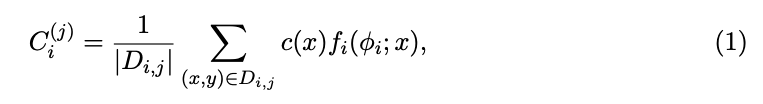 $C_i^{(j)} = \frac{1}{|D_{i,j}|} \sum_{(x,y) \in D_{i,j}} c(x) f_i(\phi_i; x),$ (1)